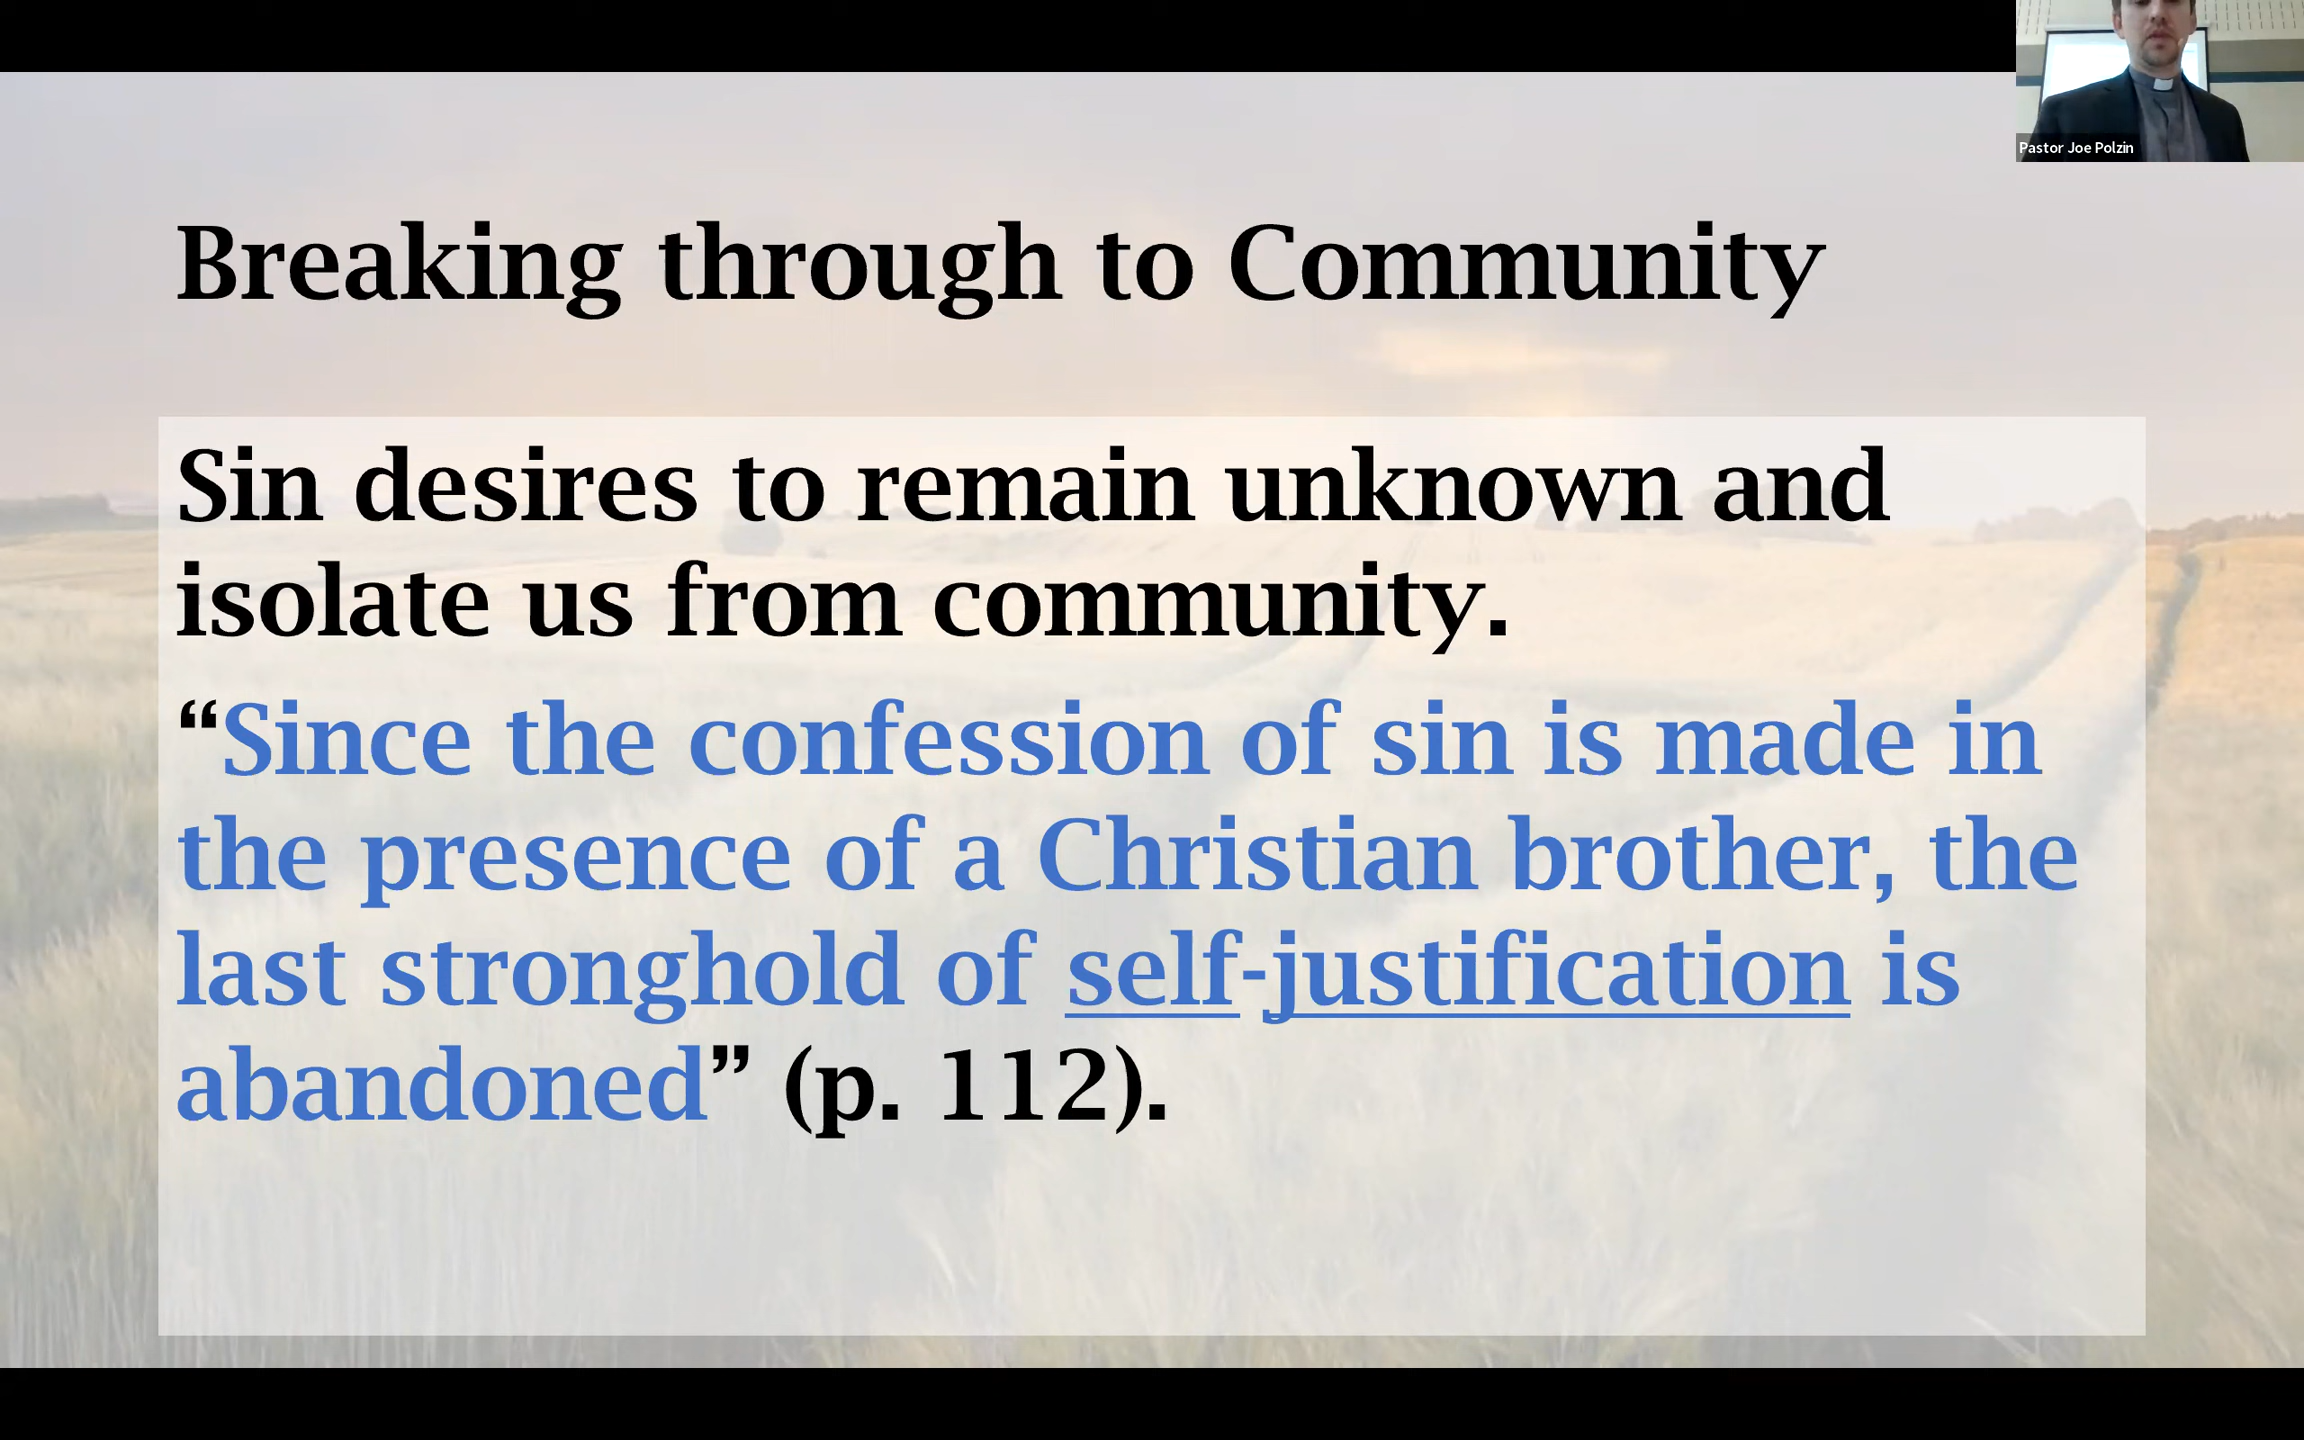 Pastor Joe Polzin
Breaking through to Community
Sin desires to remain unknown and
isolate us from community.
“Since the confession of sin is made in
the presence of a Christian brother, the
last stronghold of self-justification is
abandoned” (p. 112).